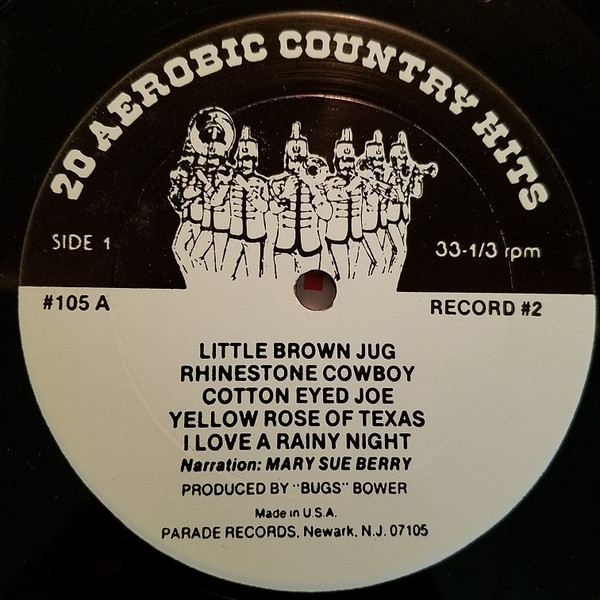 20 AEROBIC COUNTRY HITS
SIDE 1
33-1/3 rpm
#105 A
RECORD #2
LITTLE BROWN JUG
RHINESTONE COWBOY
COTTON EYED JOE
YELLOW ROSE OF TEXAS
I LOVE A RAINY NIGHT
Narration: MARY SUE BERRY
PRODUCED BY "BUGS" BOWER
Made in U.S.A.
PARADE RECORDS, Newark, N.J. 07105